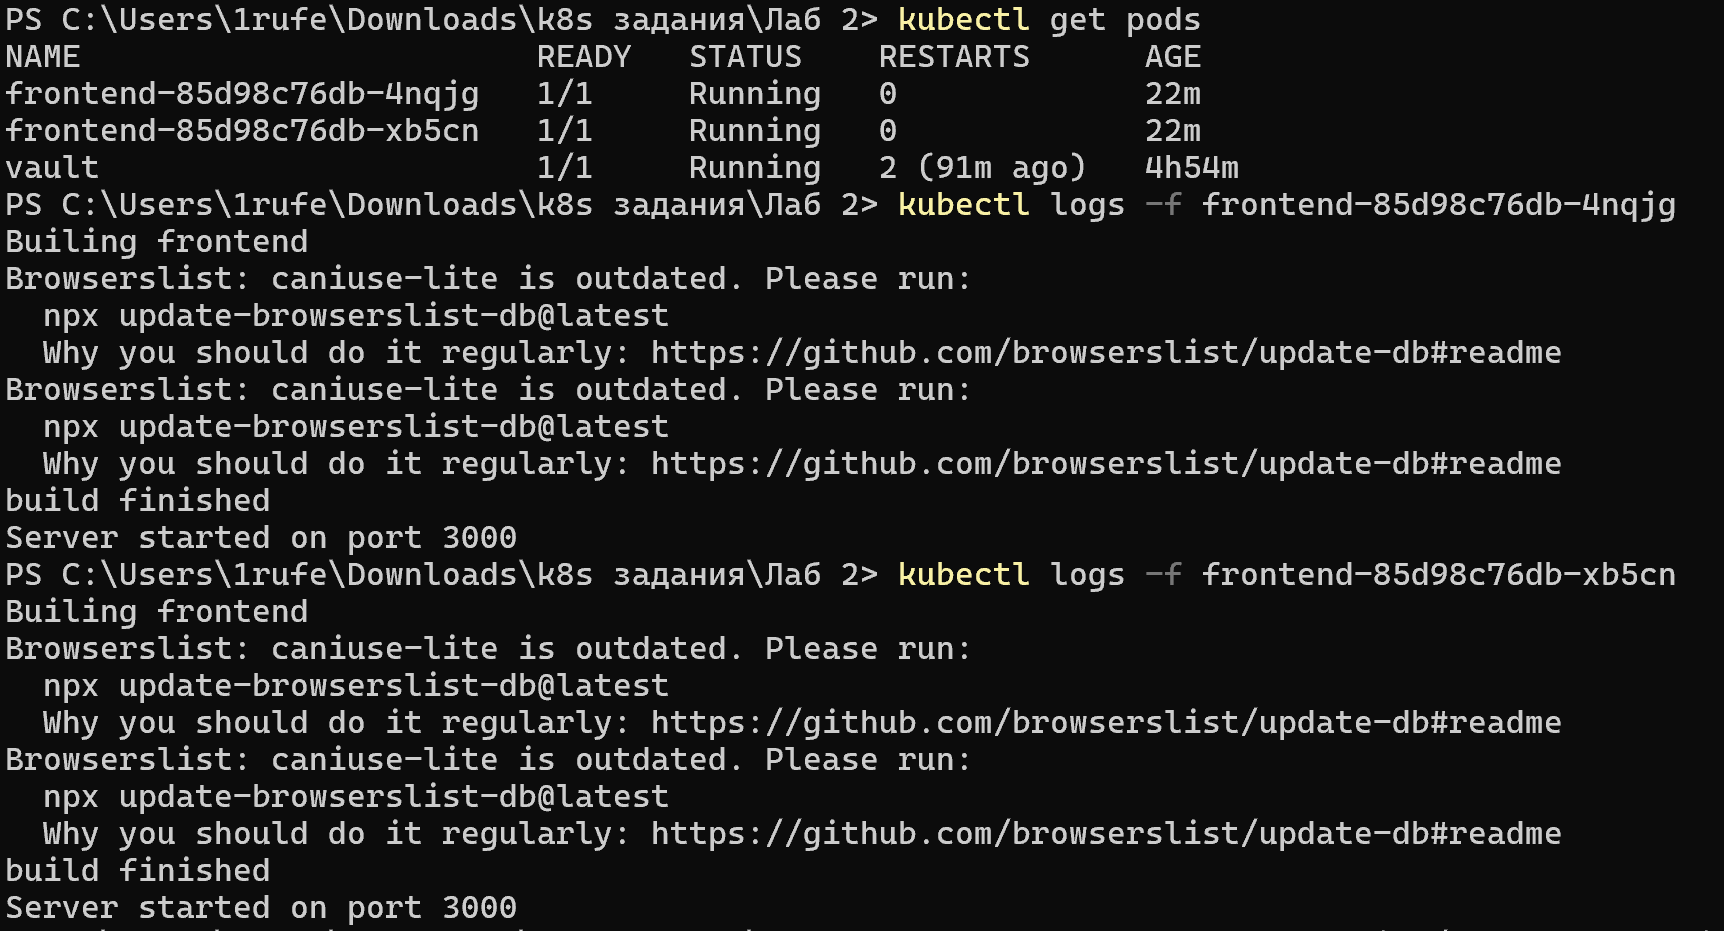 PS C:\Users\1rufe\Downloads\k8s задания\Лаб 2> kubectl get pods
NAME                        READY   STATUS    RESTARTS      AGE
frontend-85d98c76db-4nqjg   1/1     Running   0             22m
frontend-85d98c76db-xb5cn   1/1     Running   0             22m
vault                       1/1     Running   2 (91m ago)   4h54m
PS C:\Users\1rufe\Downloads\k8s задания\Лаб 2> kubectl logs -f frontend-85d98c76db-4nqjg
Builing frontend
Browserslist: caniuse-lite is outdated. Please run:
  npx update-browserslist-db@latest
  Why you should do it regularly: https://github.com/browserslist/update-db#readme
Browserslist: caniuse-lite is outdated. Please run:
  npx update-browserslist-db@latest
  Why you should do it regularly: https://github.com/browserslist/update-db#readme
build finished
Server started on port 3000
PS C:\Users\1rufe\Downloads\k8s задания\Лаб 2> kubectl logs -f frontend-85d98c76db-xb5cn
Builing frontend
Browserslist: caniuse-lite is outdated. Please run:
  npx update-browserslist-db@latest
  Why you should do it regularly: https://github.com/browserslist/update-db#readme
Browserslist: caniuse-lite is outdated. Please run:
  npx update-browserslist-db@latest
  Why you should do it regularly: https://github.com/browserslist/update-db#readme
build finished
Server started on port 3000